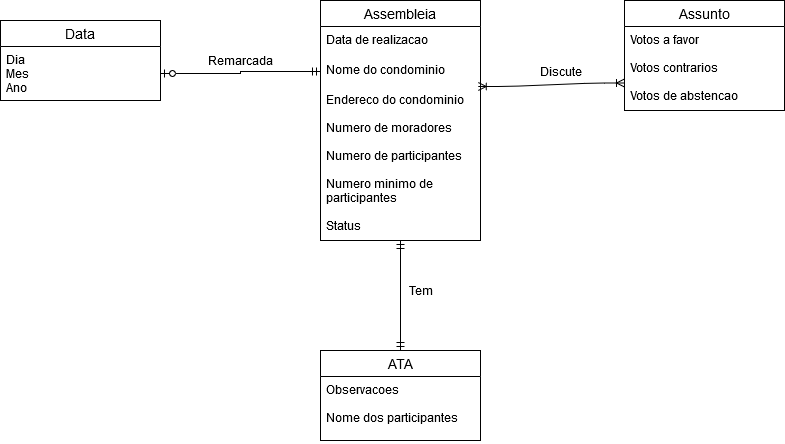 Data
Dia
Mes
Ano
Remarcada
Assembleia
Data de realizacao
Nome do condominio
Endereco do condominio
Numero de moradores
Numero de participantes
Numero minimo de
participantes
Status
Discute
Assunto
Votos a favor
Votos contrarios
Votos de abstencao
Tem
ATA
Observacoes
Nome dos participantes